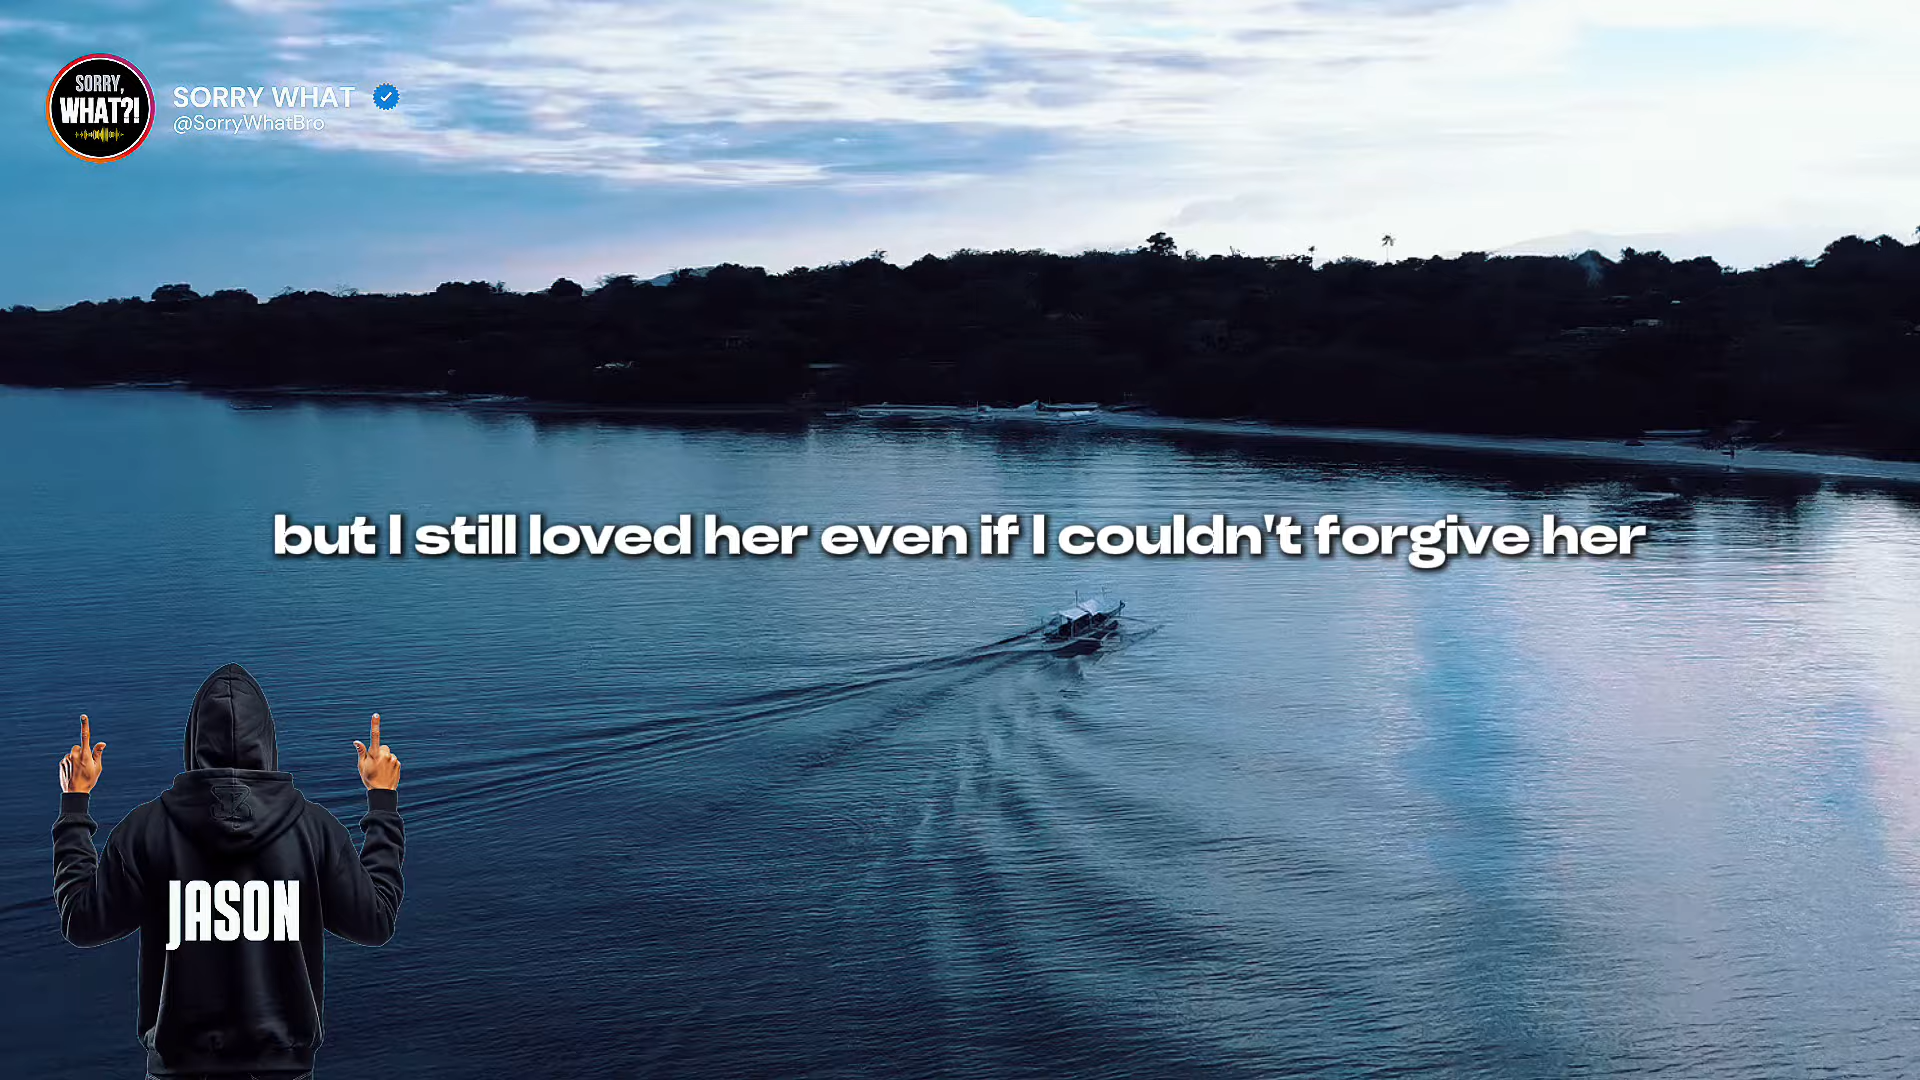 SORRY,
WHAT?!
SORRY WHAT
@SorryWhatBro
but I still loved her even if I couldn't forgive her
JASON